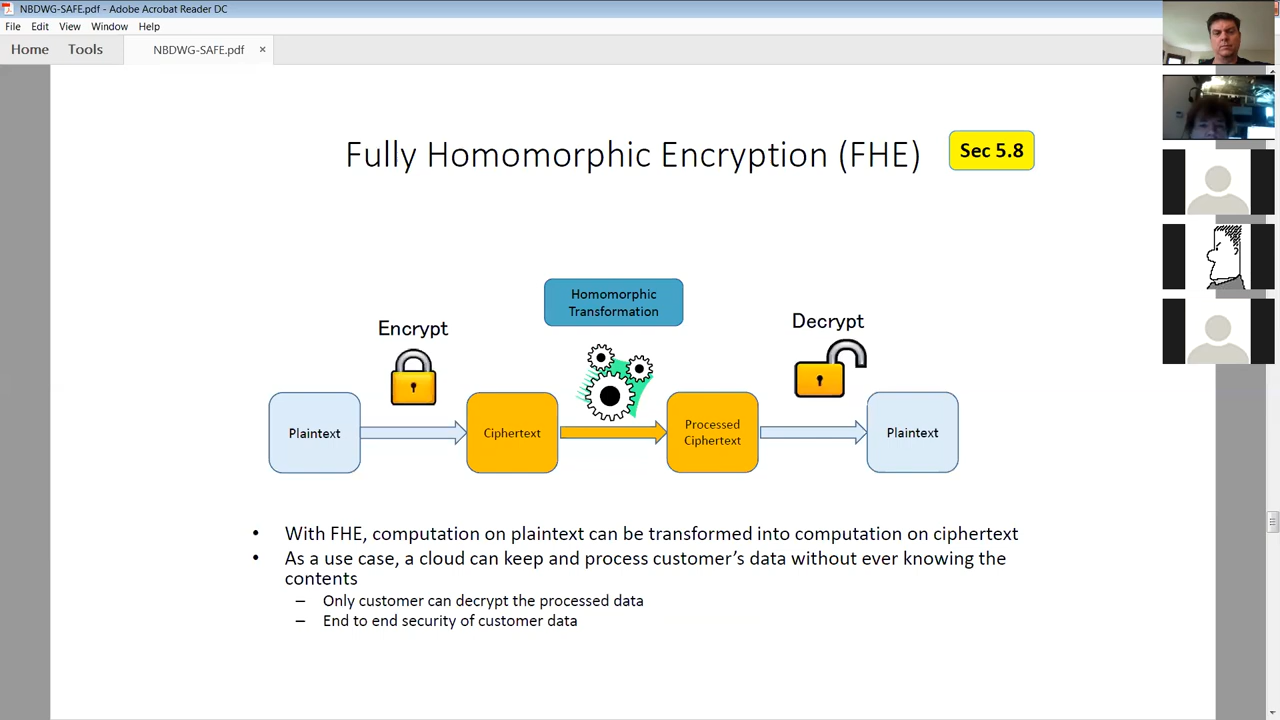 NBDWG-SAFE.pdf - Adobe Acrobat Reader DC
File Edit View Window Help
Home Tools NBDWG-SAFE.pdf ×
Fully Homomorphic Encryption (FHE)
Sec 5.8
Homomorphic
Transformation
Encrypt
Decrypt
Plaintext
Ciphertext
Processed
Ciphertext
Plaintext
• With FHE, computation on plaintext can be transformed into computation on ciphertext
• As a use case, a cloud can keep and process customer’s data without ever knowing the
contents
– Only customer can decrypt the processed data
– End to end security of customer data